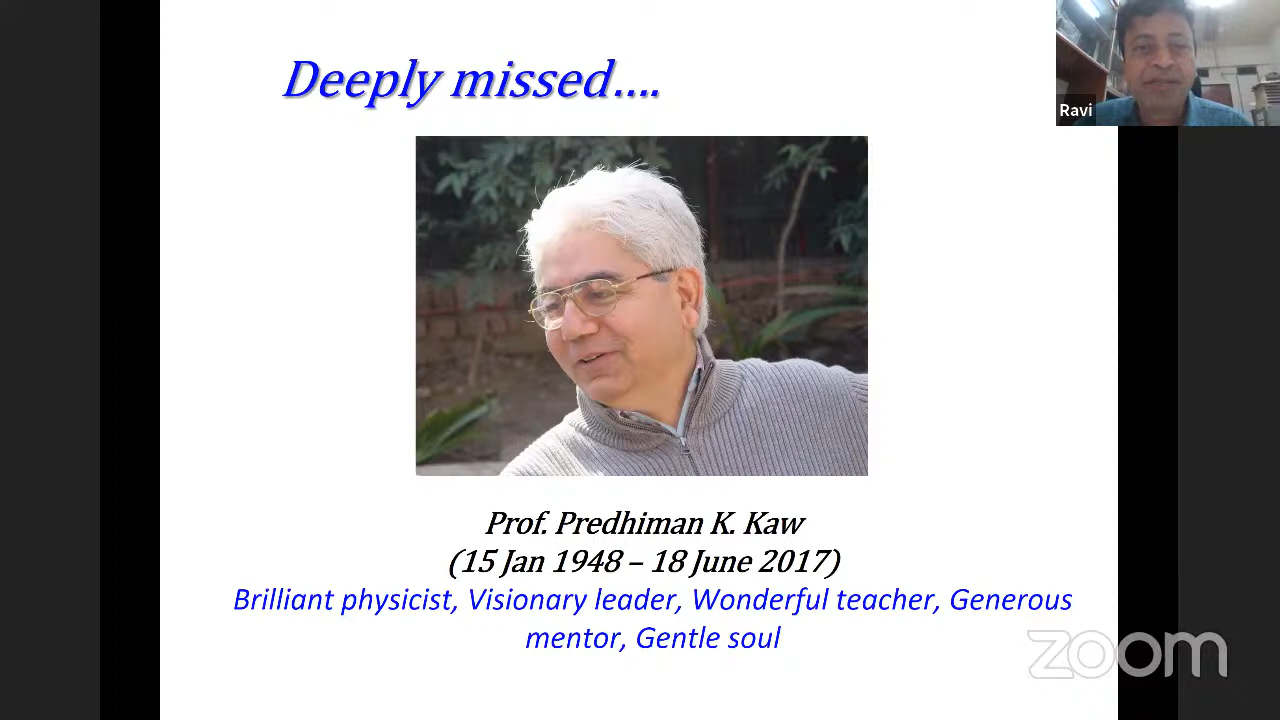 Deeply missed....
Ravi
Prof. Predhiman K. Kaw
(15 Jan 1948 – 18 June 2017)
Brilliant physicist, Visionary leader, Wonderful teacher, Generous
mentor, Gentle soul
zoom